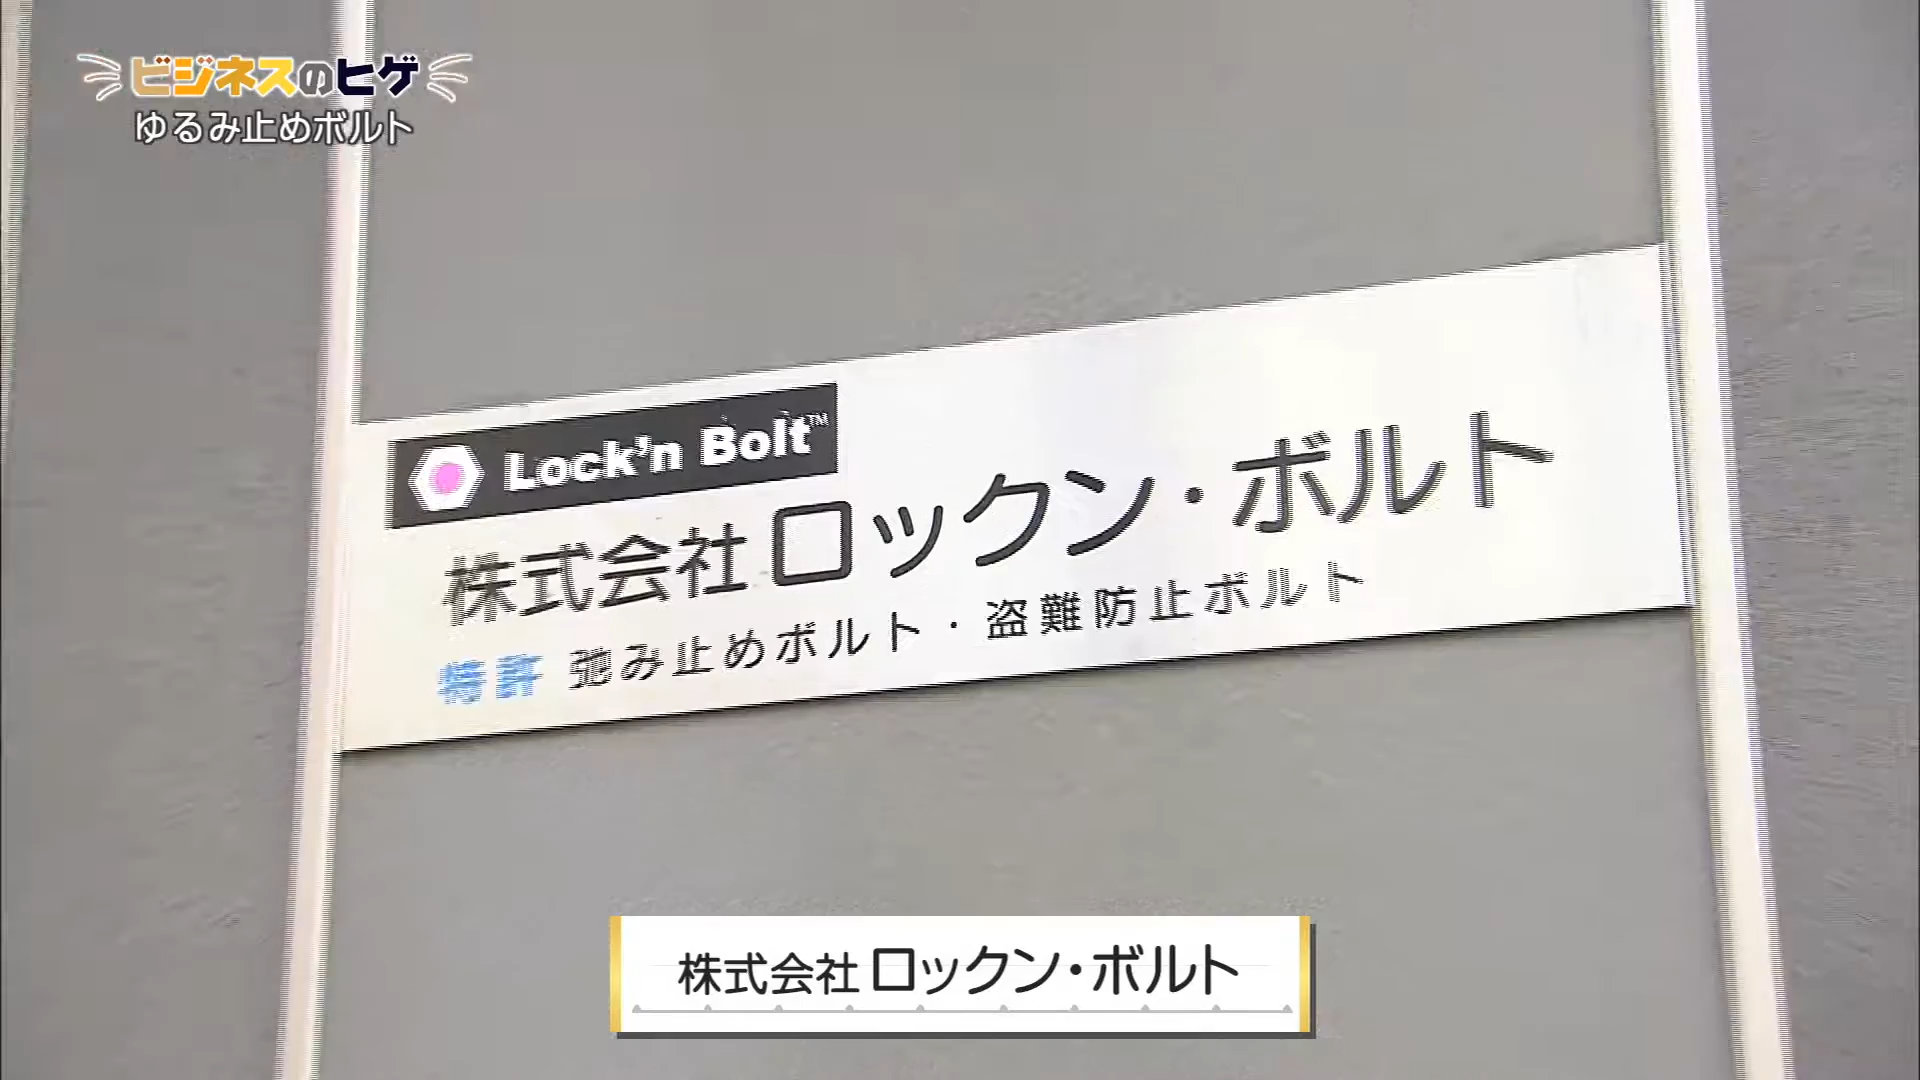 ビジネスのヒゲ
ゆるみ止めボルト
Lock'n Bolt™
株式会社ロックン・ボルト
特許 弛み止めボルト・盗難防止ボルト
株式会社ロックン・ボルト